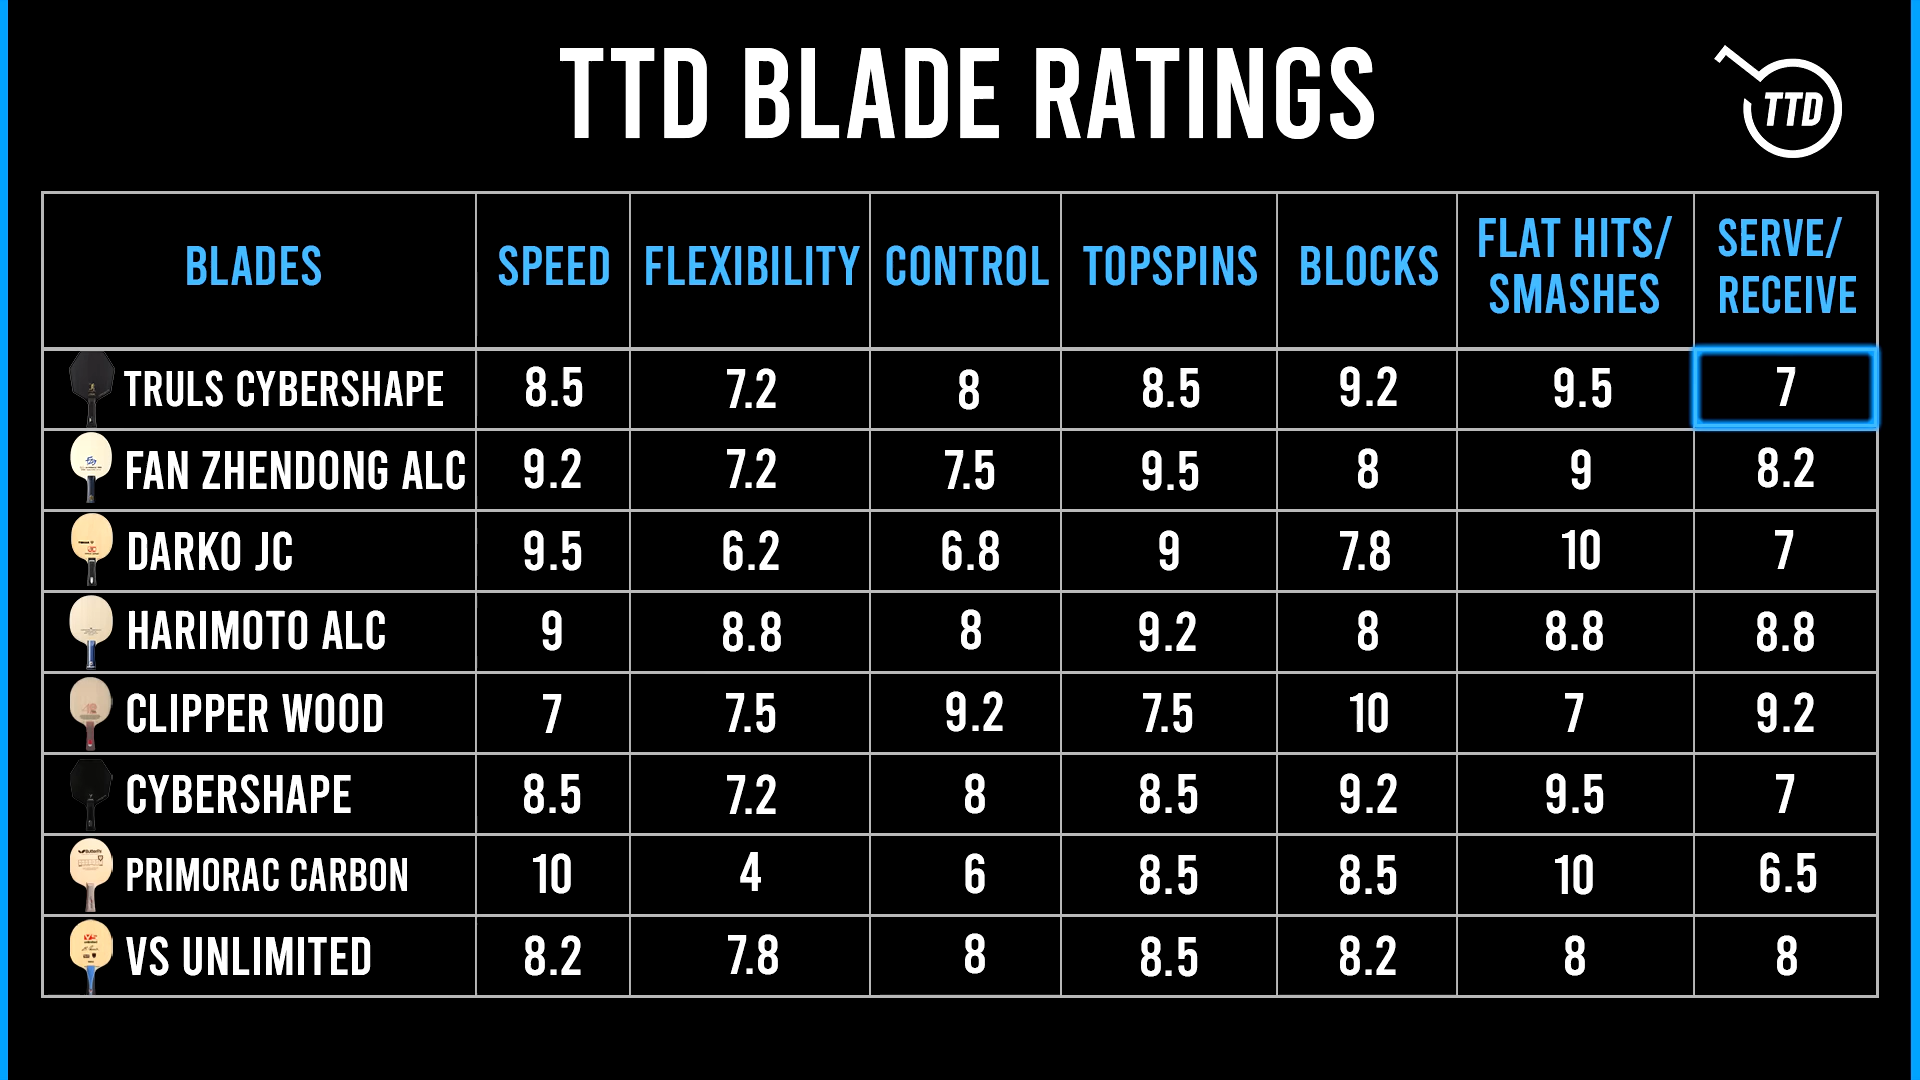 TTD BLADE RATINGS
TTD
BLADES SPEED FLEXIBILITY CONTROL TOPSPINS BLOCKS FLAT HITS/ SMASHES SERVE/ RECEIVE
TRULS CYBERSHAPE 8.5 7.2 8 8.5 9.2 9.5 7
FAN ZHENDONG ALC 9.2 7.2 7.5 9.5 8 9 8.2
DARKO JC 9.5 6.2 6.8 9 7.8 10 7
HARIMOTO ALC 9 8.8 8 9.2 8 8.8 8.8
CLIPPER WOOD 7 7.5 9.2 7.5 10 7 9.2
CYBERSHAPE 8.5 7.2 8 8.5 9.2 9.5 7
PRIMORAC CARBON 10 4 6 8.5 8.5 10 6.5
VS UNLIMITED 8.2 7.8 8 8.5 8.2 8 8